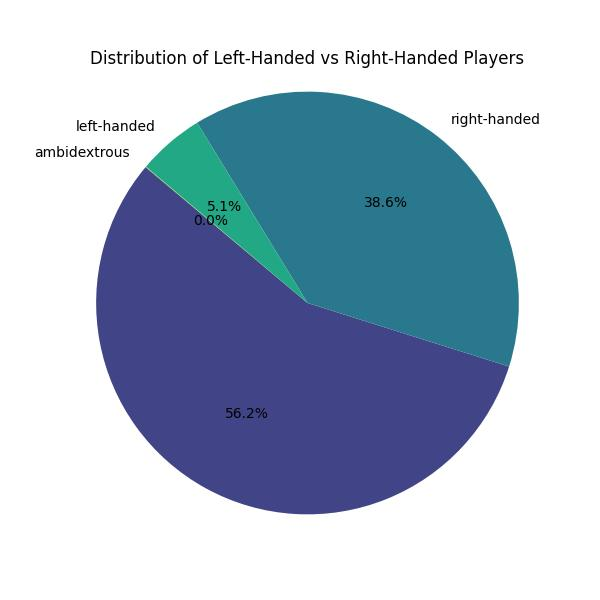 Distribution of Left-Handed vs Right-Handed Players
right-handed
left-handed
ambidextrous
38.6%
5.1%
0.0%
56.2%